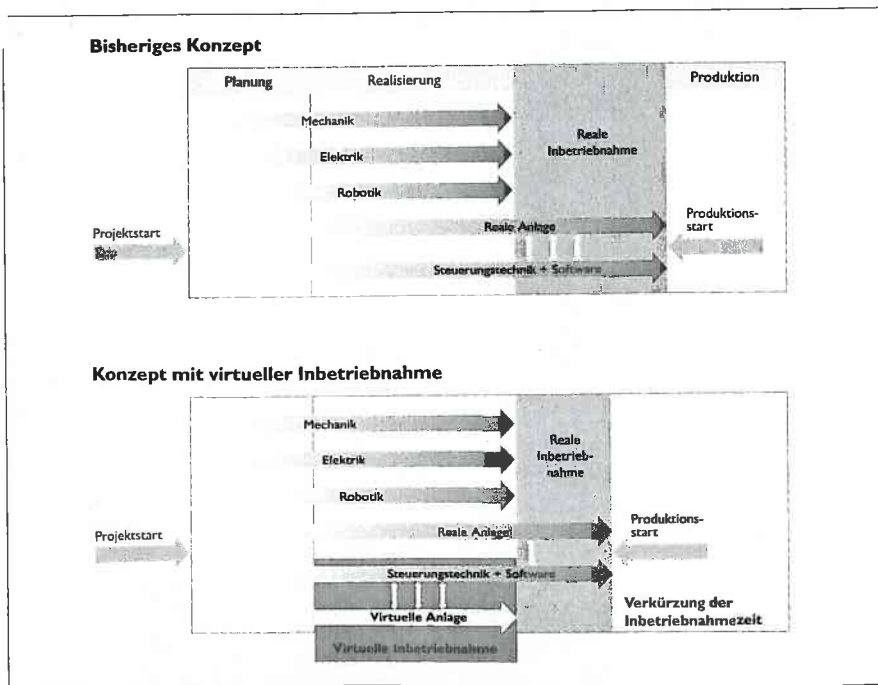 Bisheriges Konzept
Planung
Realisierung
Produktion
Mechanik
Reale
Inbetriebnahme
Elektrik
Robotik
Projektstart
Reale Anlage
Produktions-
start
Steuerungstechnik + Software
Konzept mit virtueller Inbetriebnahme
Mechanik
Reale
Inbetrieb-
nahme
Elektrik
Robotik
Projektstart
Reale Anlage
Produktions-
start
Steuerungstechnik + Software
Virtuelle Anlage
Verkürzung der
Inbetriebnahmezeit
Virtuelle Inbetriebnahme